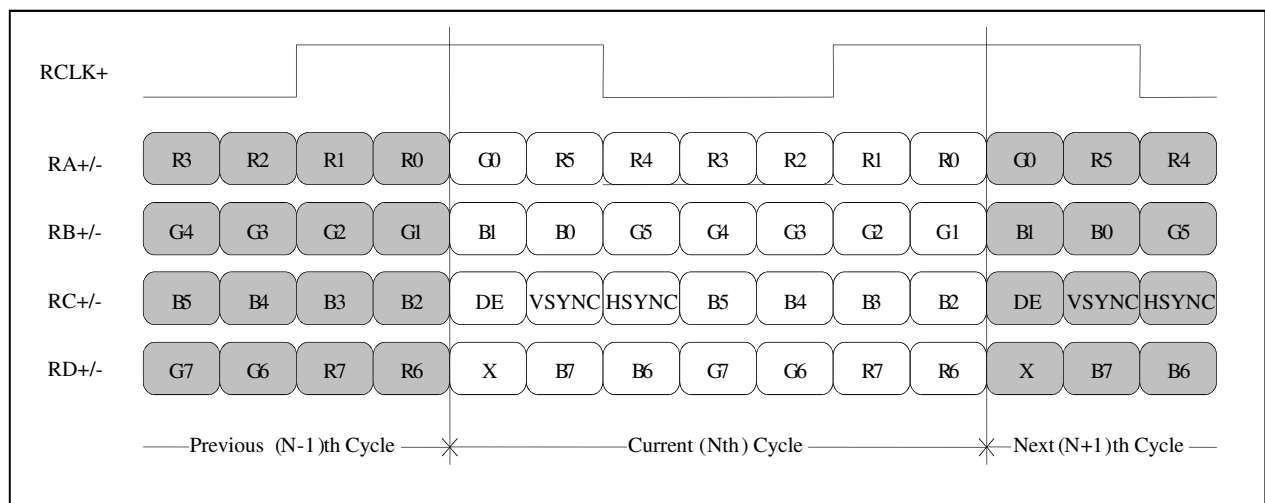 RCLK+
RA+/- R3 R2 R1 R0 G0 R5 R4 R3 R2 R1 R0 G0 R5 R4
RB+/- G4 G3 G2 G1 B1 B0 G5 G4 G3 G2 G1 B1 B0 G5
RC+/- B5 B4 B3 B2 DE VSYNC HSYNC B5 B4 B3 B2 DE VSYNC HSYNC
RD+/- G7 G6 R7 R6 X B7 B6 G7 G6 R7 R6 X B7 B6
Previous (N-1)th Cycle Current (Nth) Cycle Next (N+1)th Cycle